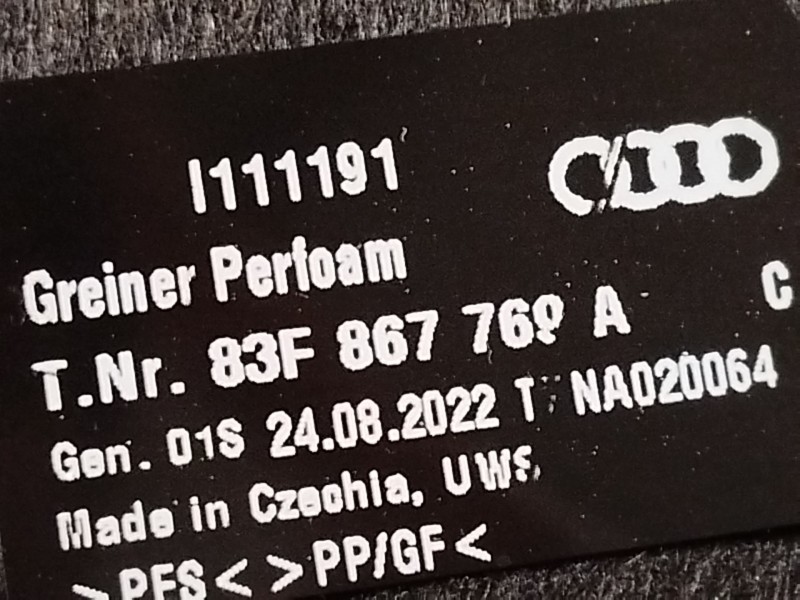 I111191
Greiner Perfoam
T.Nr. 83F 867 769 A C
Gen. 01S 24.08.2022 T: NA020064
Made in Czechia, UWS
>PES< >PP/GF<